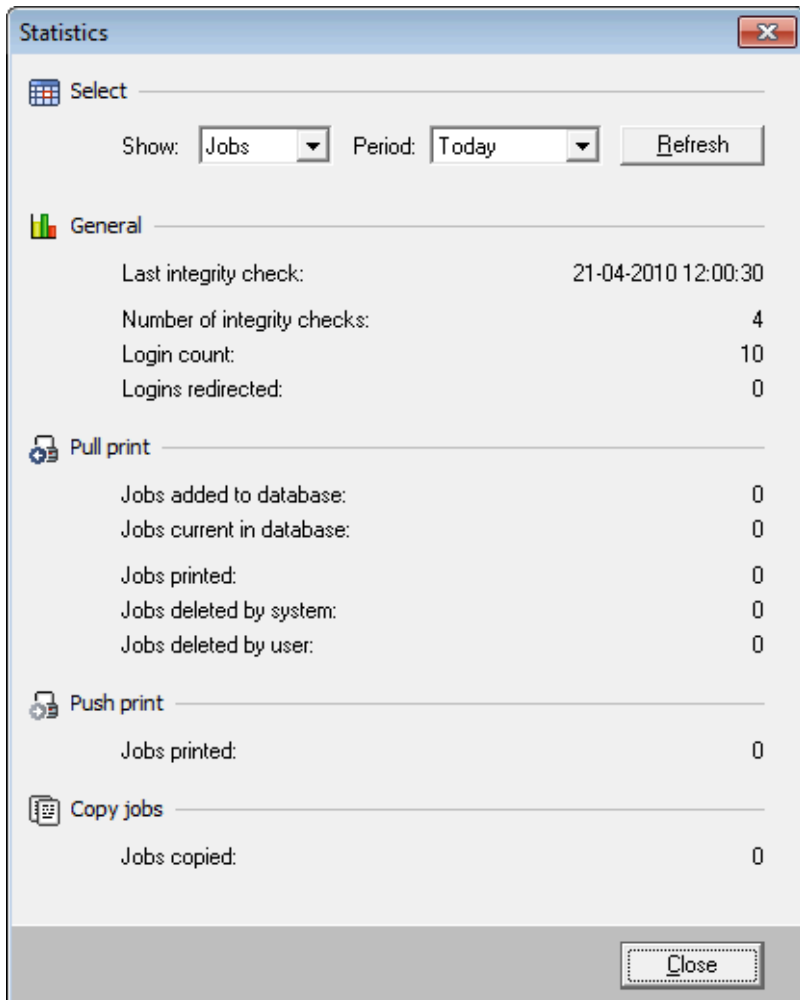 Statistics
Select
Show: Jobs Period: Today Refresh
General
Last integrity check: 21-04-2010 12:00:30
Number of integrity checks: 4
Login count: 10
Logins redirected: 0
Pull print
Jobs added to database: 0
Jobs current in database: 0
Jobs printed: 0
Jobs deleted by system: 0
Jobs deleted by user: 0
Push print
Jobs printed: 0
Copy jobs
Jobs copied: 0
Close